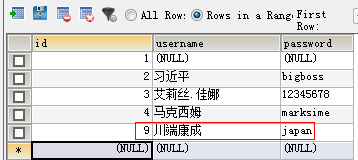 All Row: Rows in a Rang First
Row:
id username password
1 (NULL) (NULL)
2 习近平 bigboss
3 艾莉丝.佳娜 12345678
4 马克西姆 marksime
9 川端康成 japan
* (NULL) (NULL) (NULL)